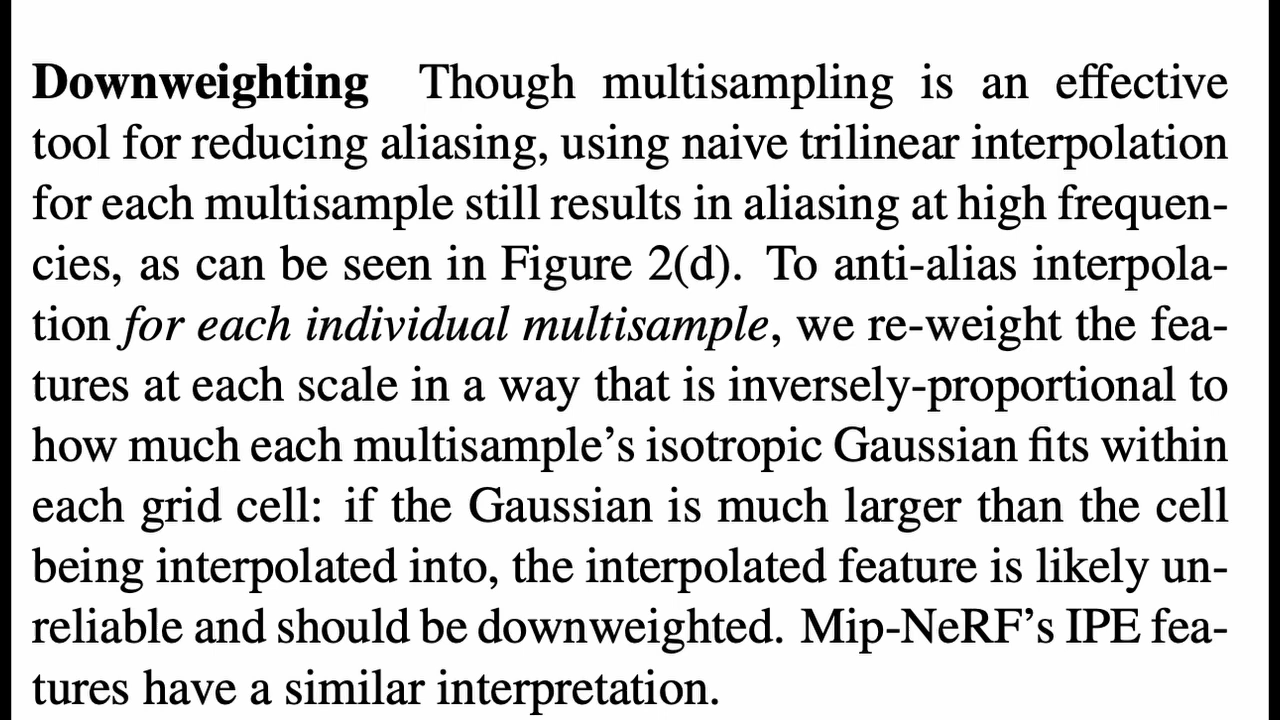 Downweighting Though multisampling is an effective
tool for reducing aliasing, using naive trilinear interpolation
for each multisample still results in aliasing at high frequen-
cies, as can be seen in Figure 2(d). To anti-alias interpola-
tion for each individual multisample, we re-weight the fea-
tures at each scale in a way that is inversely-proportional to
how much each multisample’s isotropic Gaussian fits within
each grid cell: if the Gaussian is much larger than the cell
being interpolated into, the interpolated feature is likely un-
reliable and should be downweighted. Mip-NeRF’s IPE fea-
tures have a similar interpretation.